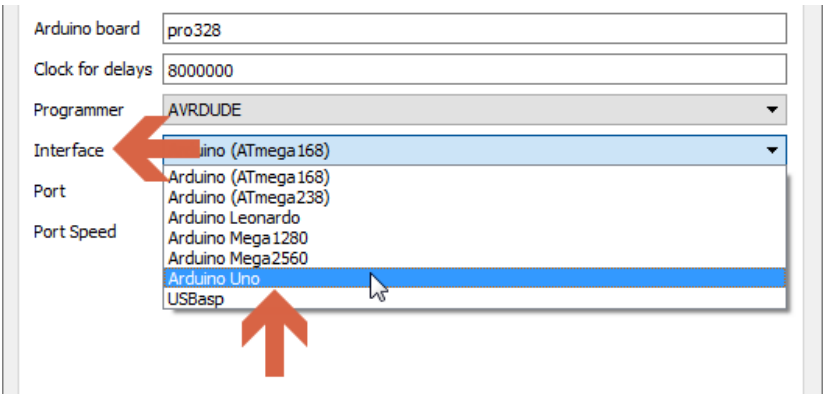 Arduino board pro328
Clock for delays 8000000
Programmer AVRDUDE
Interface uino (ATmega168)
Arduino (ATmega168)
Port
Arduino (ATmega238)
Arduino Leonardo
Port Speed
Arduino Mega1280
Arduino Mega2560
Arduino Uno
USBasp